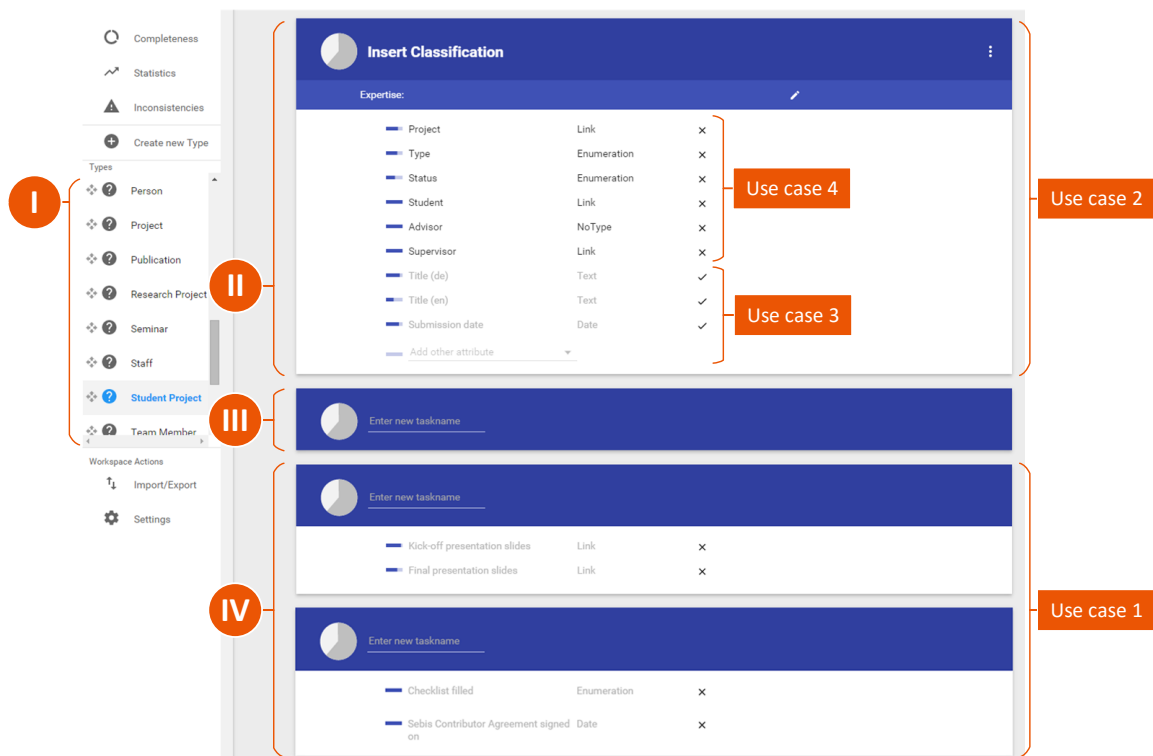 Completeness
Statistics
Inconsistencies
Create new Type
Types
Person
Project
Publication
Research Project
Seminar
Staff
Student Project
Team Member
Workspace Actions
Import/Export
Settings
I
II
III
IV
Insert Classification
Expertise:
Project Link
Type Enumeration
Status Enumeration
Student Link
Advisor NoType
Supervisor Link
Title (de) Text
Title (en) Text
Submission date Date
Add other attribute
Use case 4
Use case 3
Use case 2
Enter new taskname
Enter new taskname
Kick-off presentation slides Link
Final presentation slides Link
Use case 1
Enter new taskname
Checklist filled Enumeration
Sebis Contributor Agreement signed Date
on